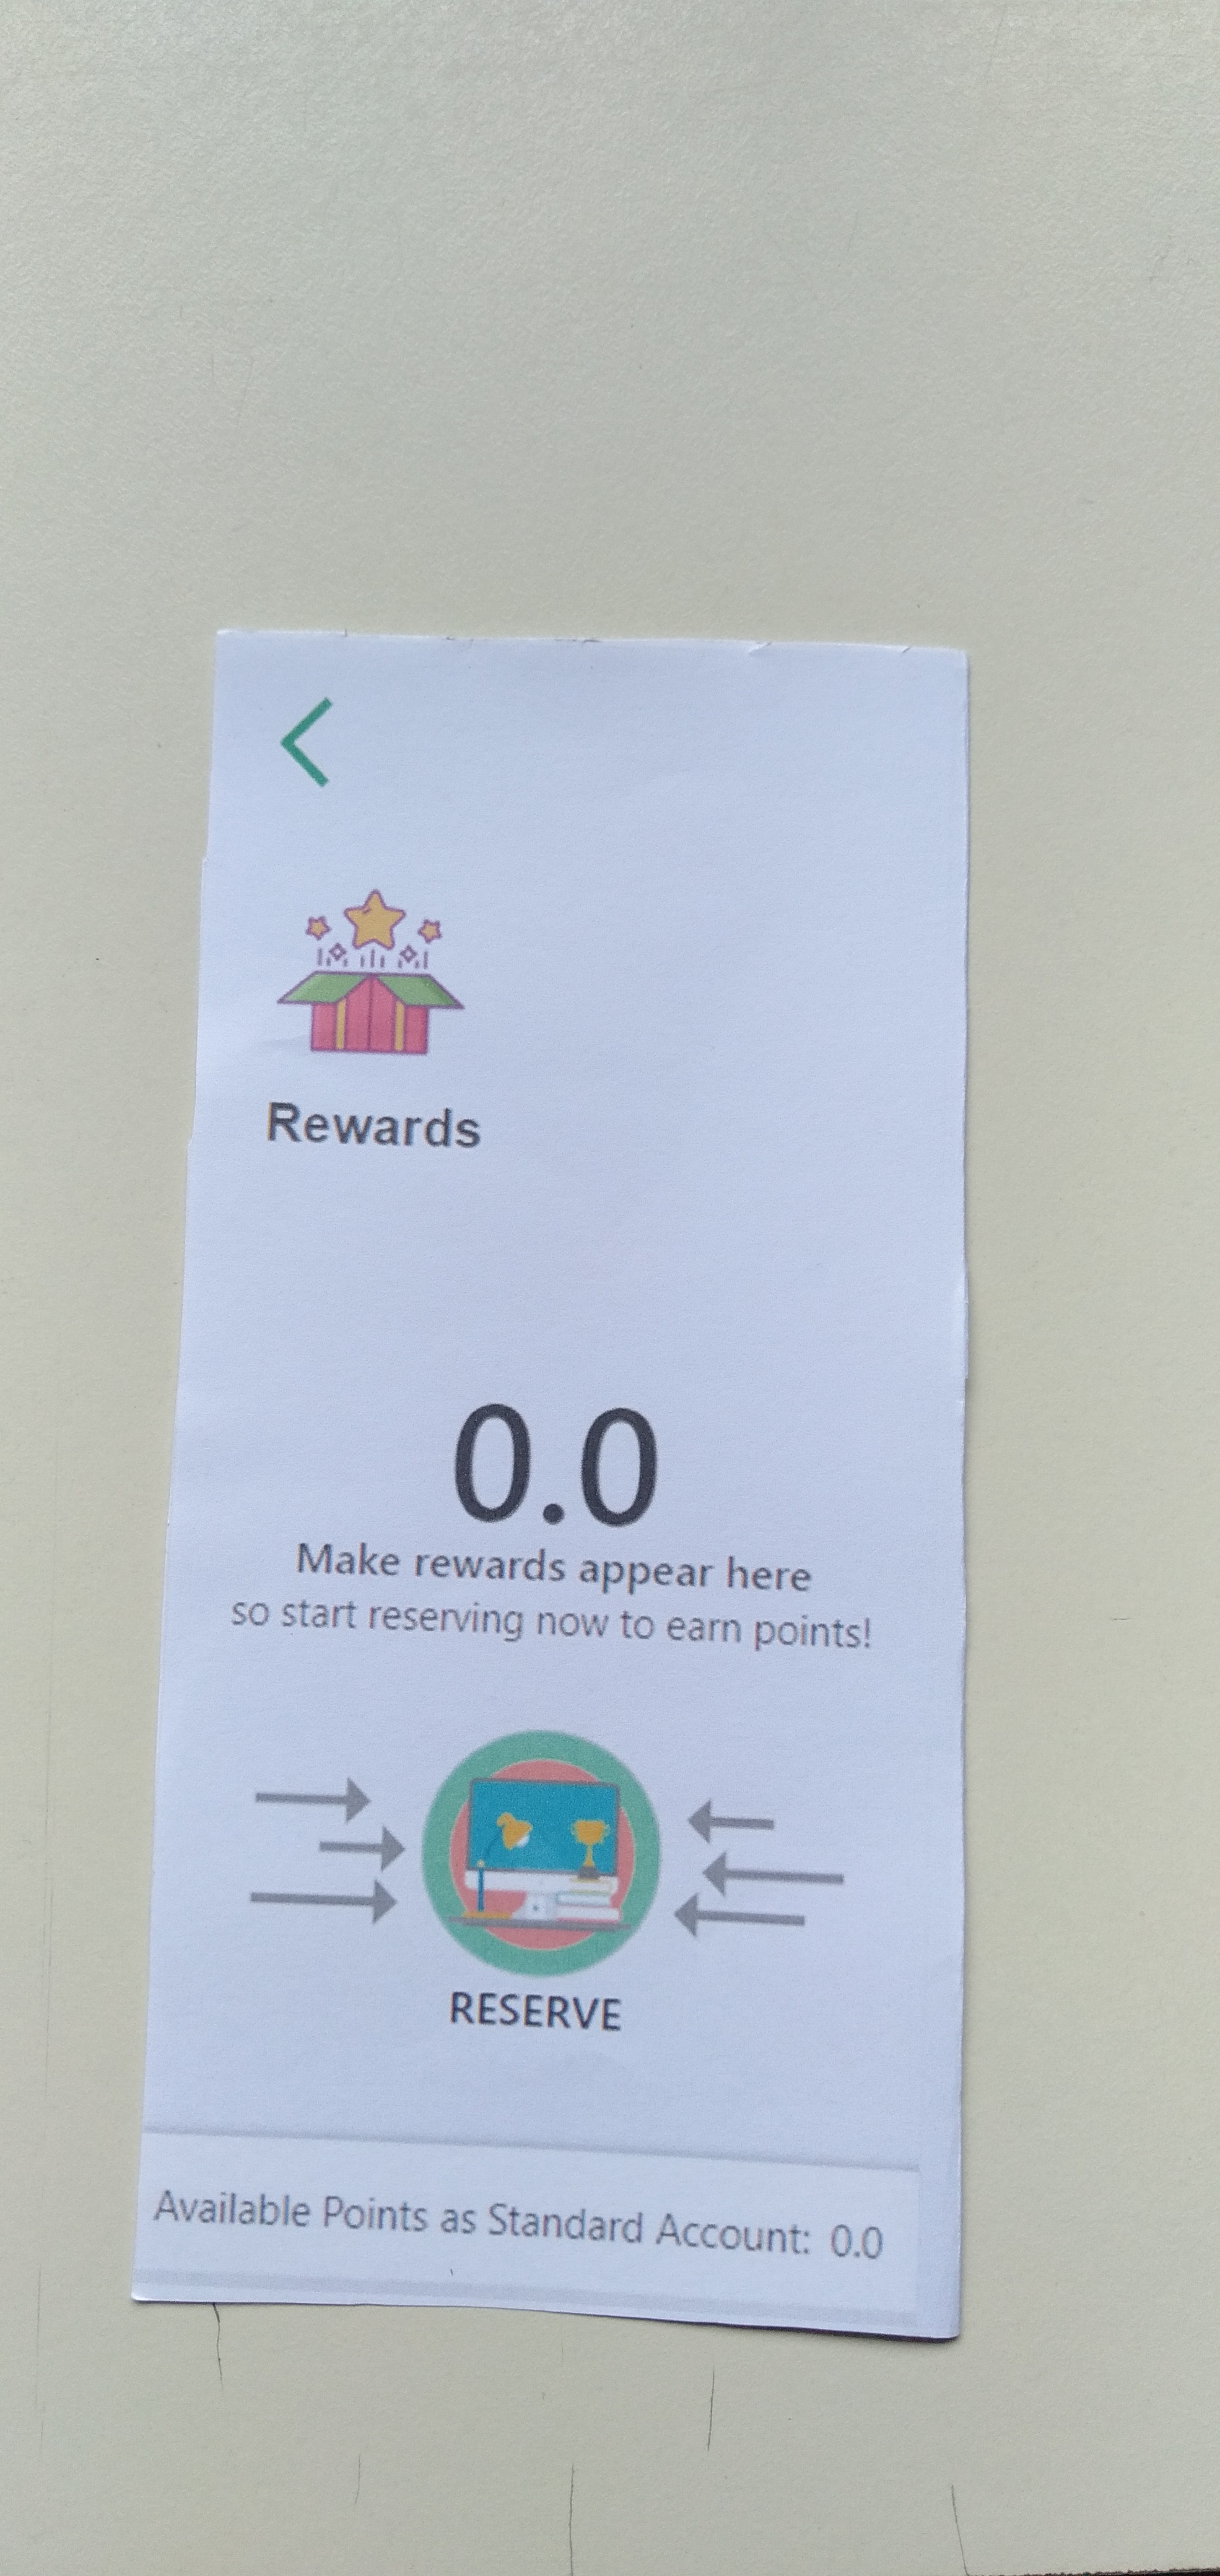 Rewards
0.0
Make rewards appear here
so start reserving now to earn points!
RESERVE
Available Points as Standard Account: 0.0